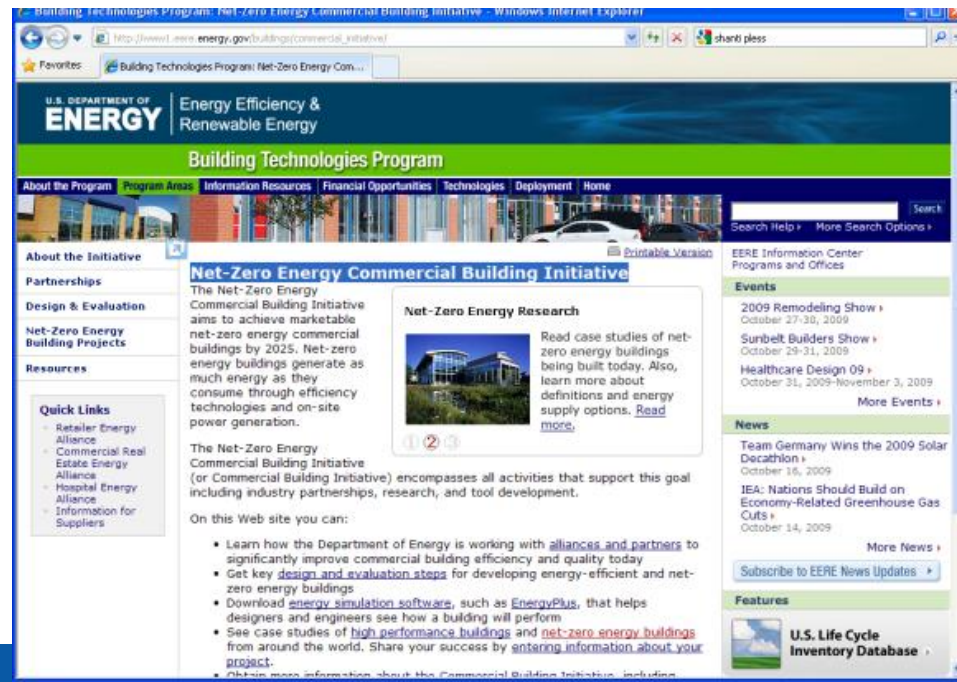 Building Technologies Program: Net-Zero Energy Commercial Building Initiative - Windows Internet Explorer
energy.gov/buildings/commercial_initiative/
shanti pless
Favorites
Building Technologies Program: Net-Zero Energy Com...
U.S. DEPARTMENT OF
ENERGY
Energy Efficiency &
Renewable Energy
Building Technologies Program
About the Program Program Areas Information Resources Financial Opportunities Technologies Deployment Home
Search
Search Help More Search Options
Printable Version
About the Initiative
Partnerships
Design & Evaluation
Net-Zero Energy
Building Projects
Resources
Quick Links
Retailer Energy
Alliance
Commercial Real
Estate Energy
Alliance
Hospital Energy
Alliance
Information for
Suppliers
Net-Zero Energy Commercial Building Initiative
The Net-Zero Energy
Commercial Building Initiative
aims to achieve marketable
net-zero energy commercial
buildings by 2025. Net-zero
energy buildings generate as
much energy as they
consume through efficiency
technologies and on-site
power generation.
Net-Zero Energy Research
Read case studies of net-
zero energy buildings
being built today. Also,
learn more about
definitions and energy
supply options. Read
more.
1 2 3
The Net-Zero Energy
Commercial Building Initiative
(or Commercial Building Initiative) encompasses all activities that support this goal
including industry partnerships, research, and tool development.
On this Web site you can:
Learn how the Department of Energy is working with alliances and partners to
significantly improve commercial building efficiency and quality today
Get key design and evaluation steps for developing energy-efficient and net-
zero energy buildings
Download energy simulation software, such as EnergyPlus, that helps
designers and engineers see how a building will perform
See case studies of high performance buildings and net-zero energy buildings
from around the world. Share your success by entering information about your
project.
Obtain more information about the Commercial Building Initiative, including
EERE Information Center
Programs and Offices
Events
2009 Remodeling Show
October 27-30, 2009
Sunbelt Builders Show
October 29-31, 2009
Healthcare Design 09
October 31, 2009-November 3, 2009
More Events
News
Team Germany Wins the 2009 Solar
Decathlon
October 16, 2009
IEA: Nations Should Build on
Economy-Related Greenhouse Gas
Cuts
October 14, 2009
More News
Subscribe to EERE News Updates
Features
U.S. Life Cycle
Inventory Database